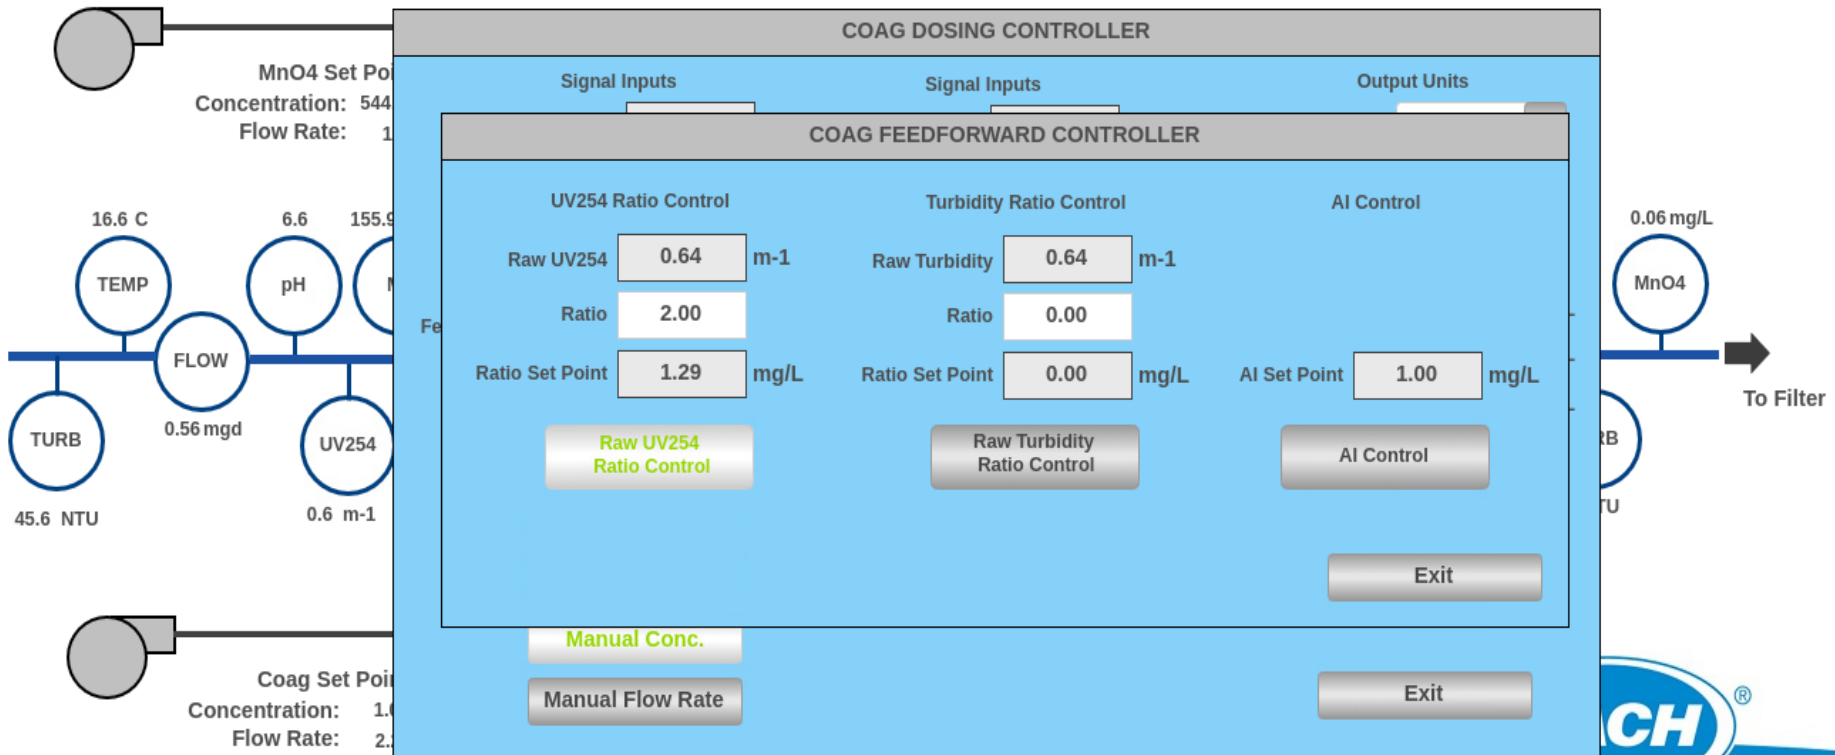 COAG DOSING CONTROLLER
MnO4 Set Poi
Concentration: 544
Flow Rate: 1
Signal Inputs
Signal Inputs
Output Units
COAG FEEDFORWARD CONTROLLER
UV254 Ratio Control
Turbidity Ratio Control
AI Control
Raw UV254 0.64 m-1
Raw Turbidity 0.64 m-1
Ratio 2.00
Ratio 0.00
Ratio Set Point 1.29 mg/L
Ratio Set Point 0.00 mg/L
AI Set Point 1.00 mg/L
Raw UV254
Ratio Control
Raw Turbidity
Ratio Control
AI Control
Exit
16.6 C
6.6
155.9
0.06 mg/L
TEMP
pH
MnO4
Fe
FLOW
To Filter
TURB
0.56 mgd
UV254
RB
45.6 NTU
0.6 m-1
TU
Manual Conc.
Manual Flow Rate
Exit
Coag Set Poi
Concentration: 1.0
Flow Rate: 2.
ACH ®